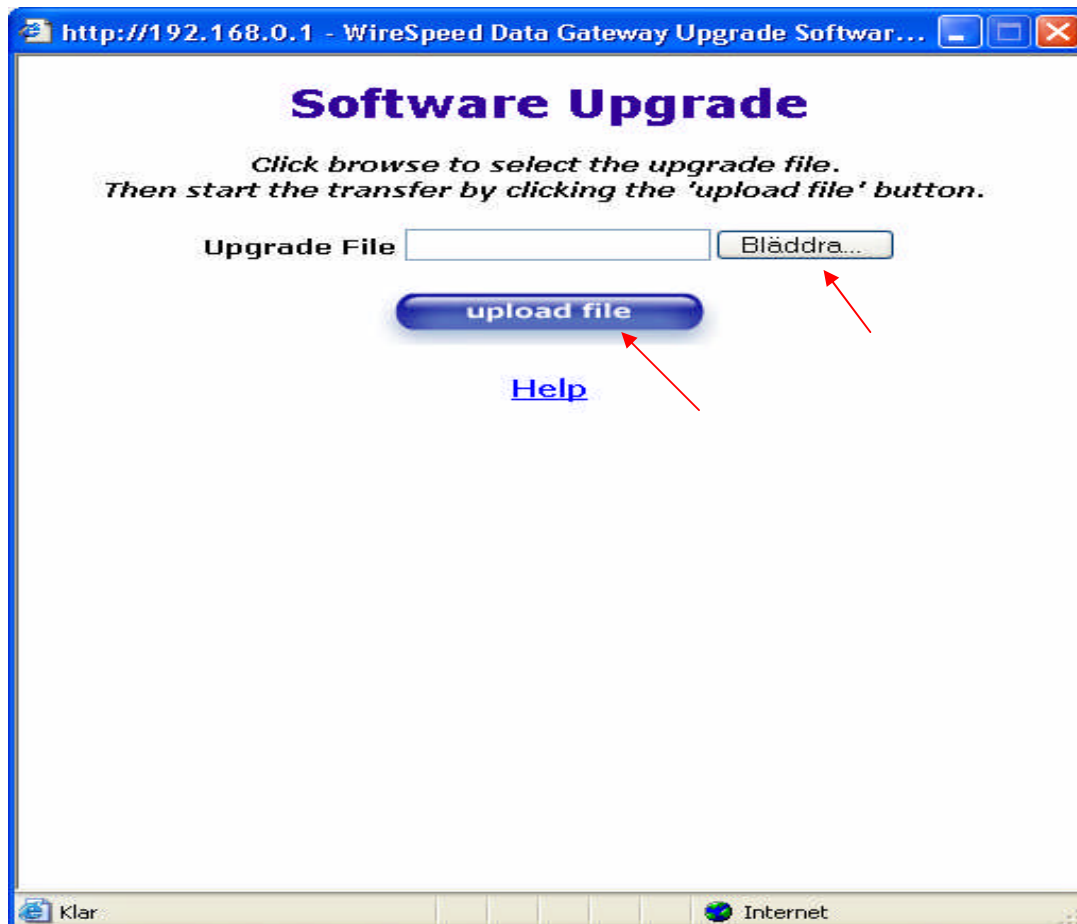 http://192.168.0.1 - WireSpeed Data Gateway Upgrade Softwar...
Software Upgrade
Click browse to select the upgrade file.
Then start the transfer by clicking the 'upload file' button.
Upgrade File Bläddra...
upload file
Help
Klar Internet